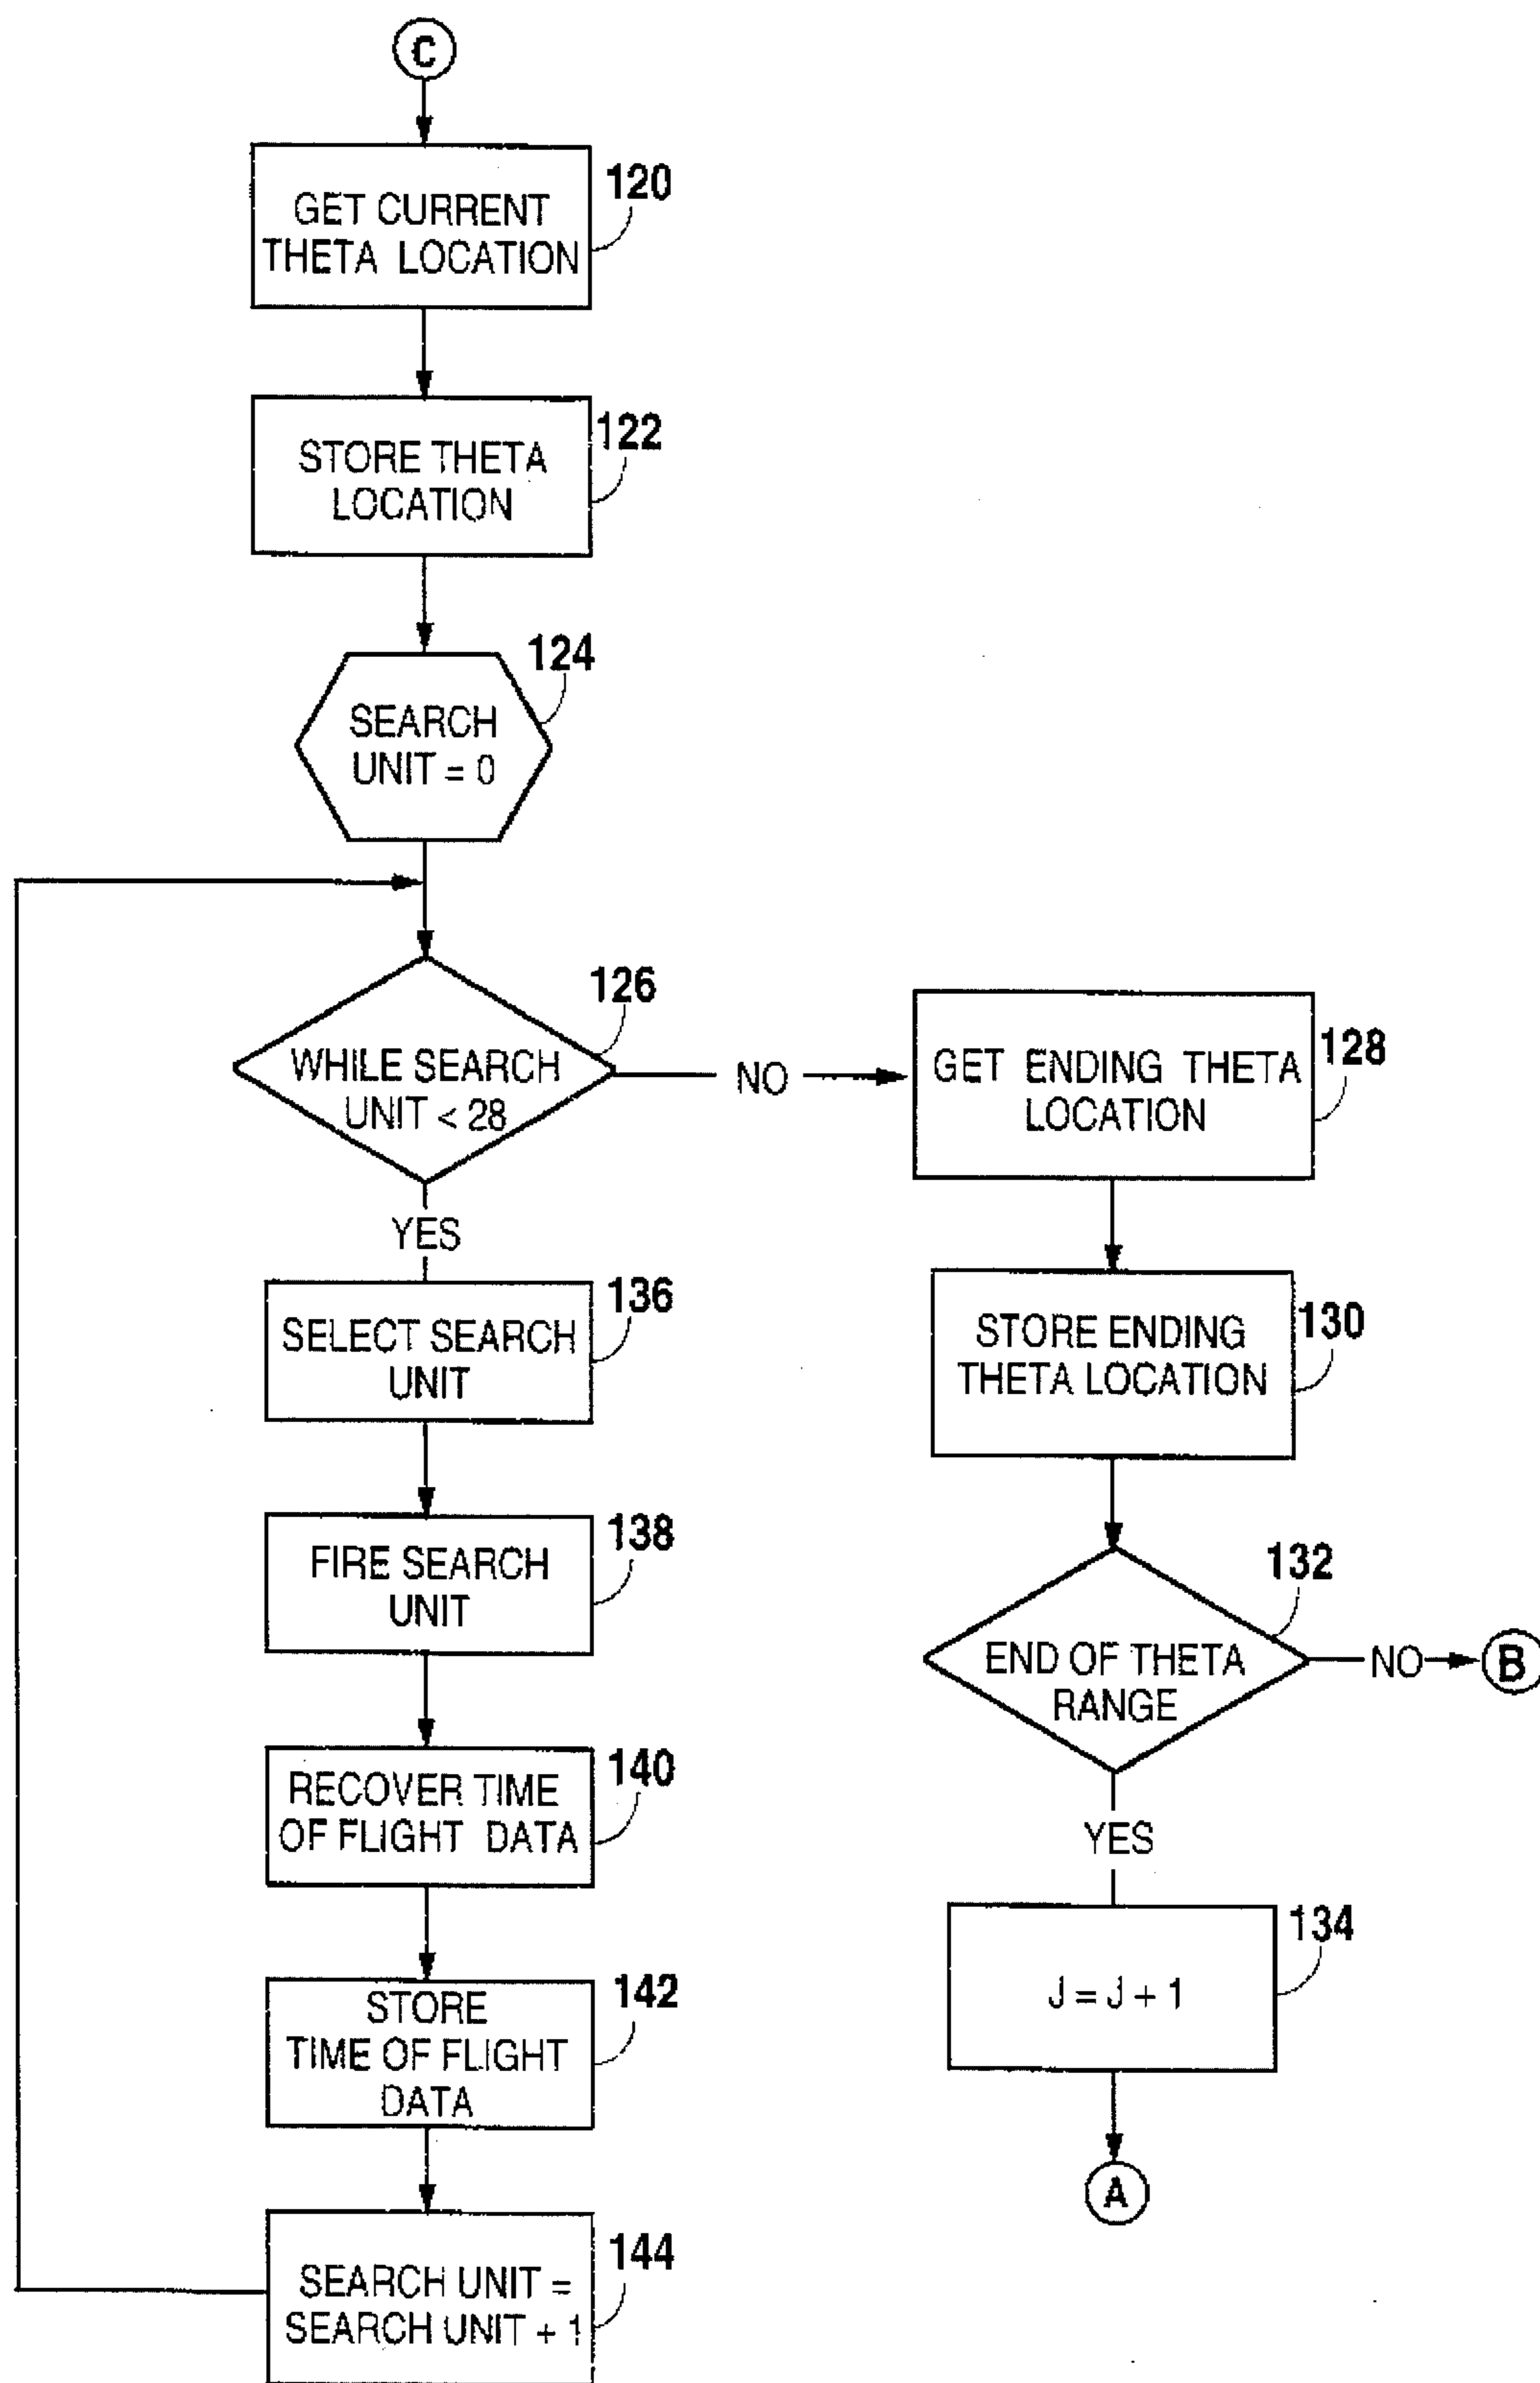 C
GET CURRENT
THETA LOCATION
120
STORE THETA
LOCATION
122
SEARCH
UNIT = 0
124
WHILE SEARCH
UNIT < 28
126
NO
GET ENDING THETA
LOCATION
128
STORE ENDING
THETA LOCATION
130
END OF THETA
RANGE
132
NO
B
YES
J = J + 1
134
A
YES
SELECT SEARCH
UNIT
136
FIRE SEARCH
UNIT
138
RECOVER TIME
OF FLIGHT DATA
140
STORE
TIME OF FLIGHT
DATA
142
SEARCH UNIT =
SEARCH UNIT + 1
144